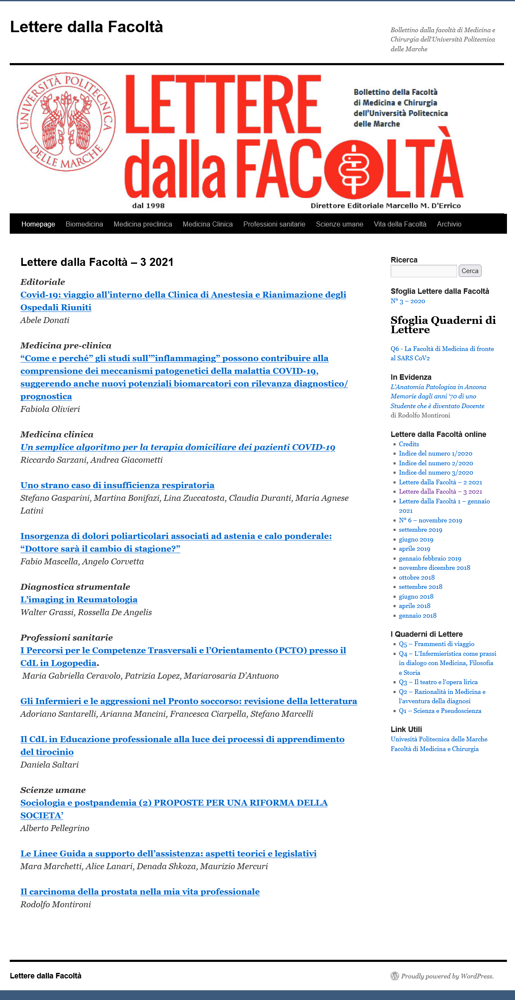 Lettere dalla Facoltà
Bollettino dalla facoltà di Medicina e
Chirurgia dell'Università Politecnica
delle Marche
UNIVERSITÀ POLITECNICA
DELLE MARCHE
LETTERE
dalla FACOLTÀ
Bollettino della Facoltà
di Medicina e Chirurgia
dell'Università Politecnica
delle Marche
dal 1998
Direttore Editoriale Marcello M. D'Errico
Homepage Biomedicina Medicina preclinica Medicina Clinica Professioni sanitarie Scienze umane Vita della Facoltà Archivio
Lettere dalla Facoltà – 3 2021
Editoriale
Covid-19: viaggio all’interno della Clinica di Anestesia e Rianimazione degli
Ospedali Riuniti
Abele Donati
Medicina pre-clinica
“Come e perché” gli studi sull’”inflammaging” possono contribuire alla
comprensione dei meccanismi patogenetici della malattia COVID-19,
suggerendo anche nuovi potenziali biomarcatori con rilevanza diagnostico/
prognostica
Fabiola Olivieri
Medicina clinica
Un semplice algoritmo per la terapia domiciliare dei pazienti COVID-19
Riccardo Sarzani, Andrea Giacometti
Uno strano caso di insufficienza respiratoria
Stefano Gasparini, Martina Bonifazi, Lina Zuccatosta, Claudia Duranti, Maria Agnese
Latini
Insorgenza di dolori poliarticolari associati ad astenia e calo ponderale:
“Dottore sarà il cambio di stagione?”
Fabio Mascella, Angelo Corvetta
Diagnostica strumentale
L’imaging in Reumatologia
Walter Grassi, Rossella De Angelis
Professioni sanitarie
I Percorsi per le Competenze Trasversali e l’Orientamento (PCTO) presso il
CdL in Logopedia.
Maria Gabriella Ceravolo, Patrizia Lopez, Mariarosaria D’Antuono
Gli Infermieri e le aggressioni nel Pronto soccorso: revisione della letteratura
Adoriano Santarelli, Arianna Mancini, Francesca Ciarpella, Stefano Marcelli
Il CdL in Educazione professionale alla luce dei processi di apprendimento
del tirocinio
Daniela Saltari
Scienze umane
Sociologia e postpandemia (2) PROPOSTE PER UNA RIFORMA DELLA
SOCIETA’
Alberto Pellegrino
Le Linee Guida a supporto dell’assistenza: aspetti teorici e legislativi
Mara Marchetti, Alice Lanari, Denada Shkoza, Maurizio Mercuri
Il carcinoma della prostata nella mia vita professionale
Rodolfo Montironi
Ricerca
Cerca
Sfoglia Lettere dalla Facoltà
N° 3 – 2020
Sfoglia Quaderni di
Lettere
Q6 - La Facoltà di Medicina di fronte
al SARS CoV2
In Evidenza
L’Anatomia Patologica in Ancona
Memorie dagli anni ‘70 di uno
Studente che è diventato Docente
di Rodolfo Montironi
Lettere dalla Facoltà online
Credits
Indice del numero 1/2020
Indice del numero 2/2020
Indice del numero 3/2020
Lettere dalla Facoltà – 2 2021
Lettere dalla Facoltà – 3 2021
Lettere dalla Facoltà 1 – gennaio
2021
N° 6 – novembre 2019
settembre 2019
giugno 2019
aprile 2019
gennaio febbraio 2019
novembre dicembre 2018
ottobre 2018
settembre 2018
giugno 2018
aprile 2018
gennaio 2018
I Quaderni di Lettere
Q5 – Frammenti di viaggio
Q4 – L’Infermieristica come prassi
in dialogo con Medicina, Filosofia
e Storia
Q3 – Il teatro e l’opera lirica
Q2 – Razionalità in Medicina e
l’avventura della diagnosi
Q1 – Scienza e Pseudoscienza
Link Utili
Univesità Politecnica delle Marche
Facoltà di Medicina e Chirurgia
Lettere dalla Facoltà
Proudly powered by WordPress.